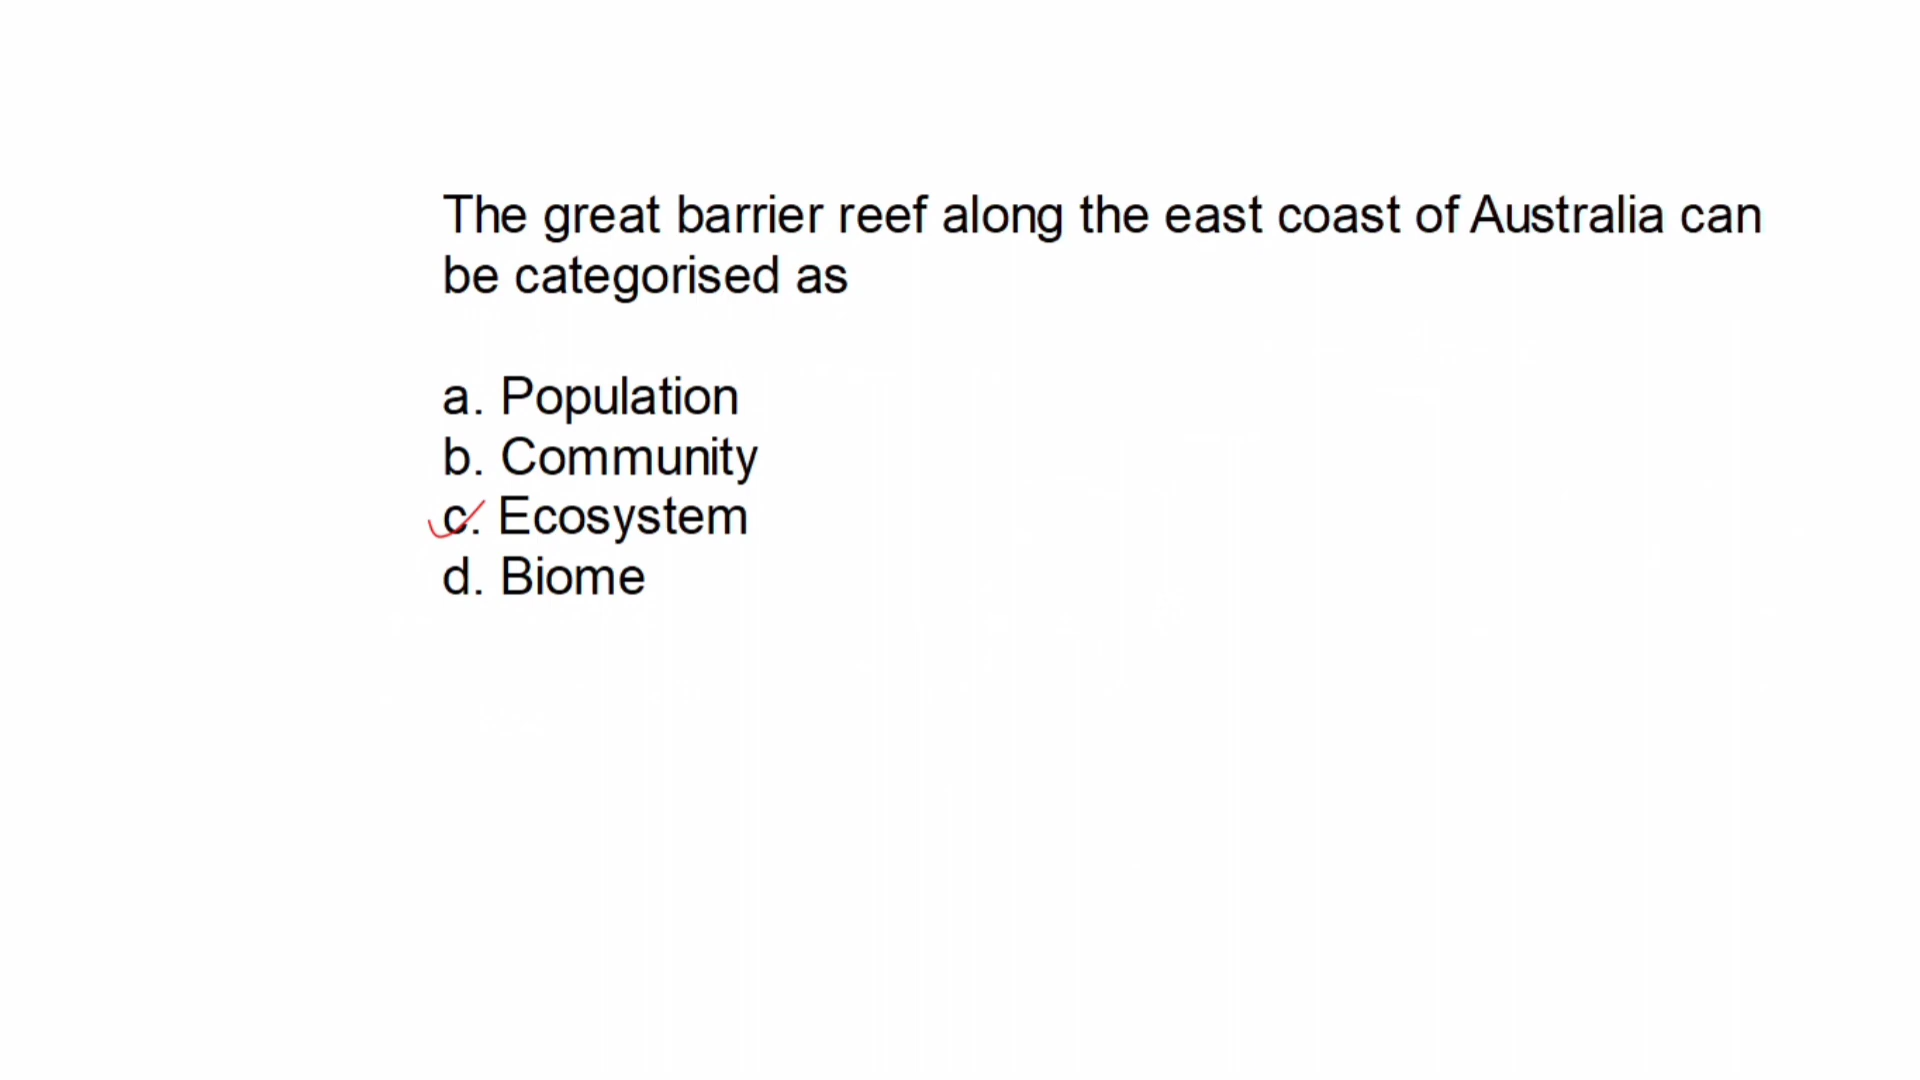 The great barrier reef along the east coast of Australia can
be categorised as
a. Population
b. Community
c. Ecosystem
d. Biome